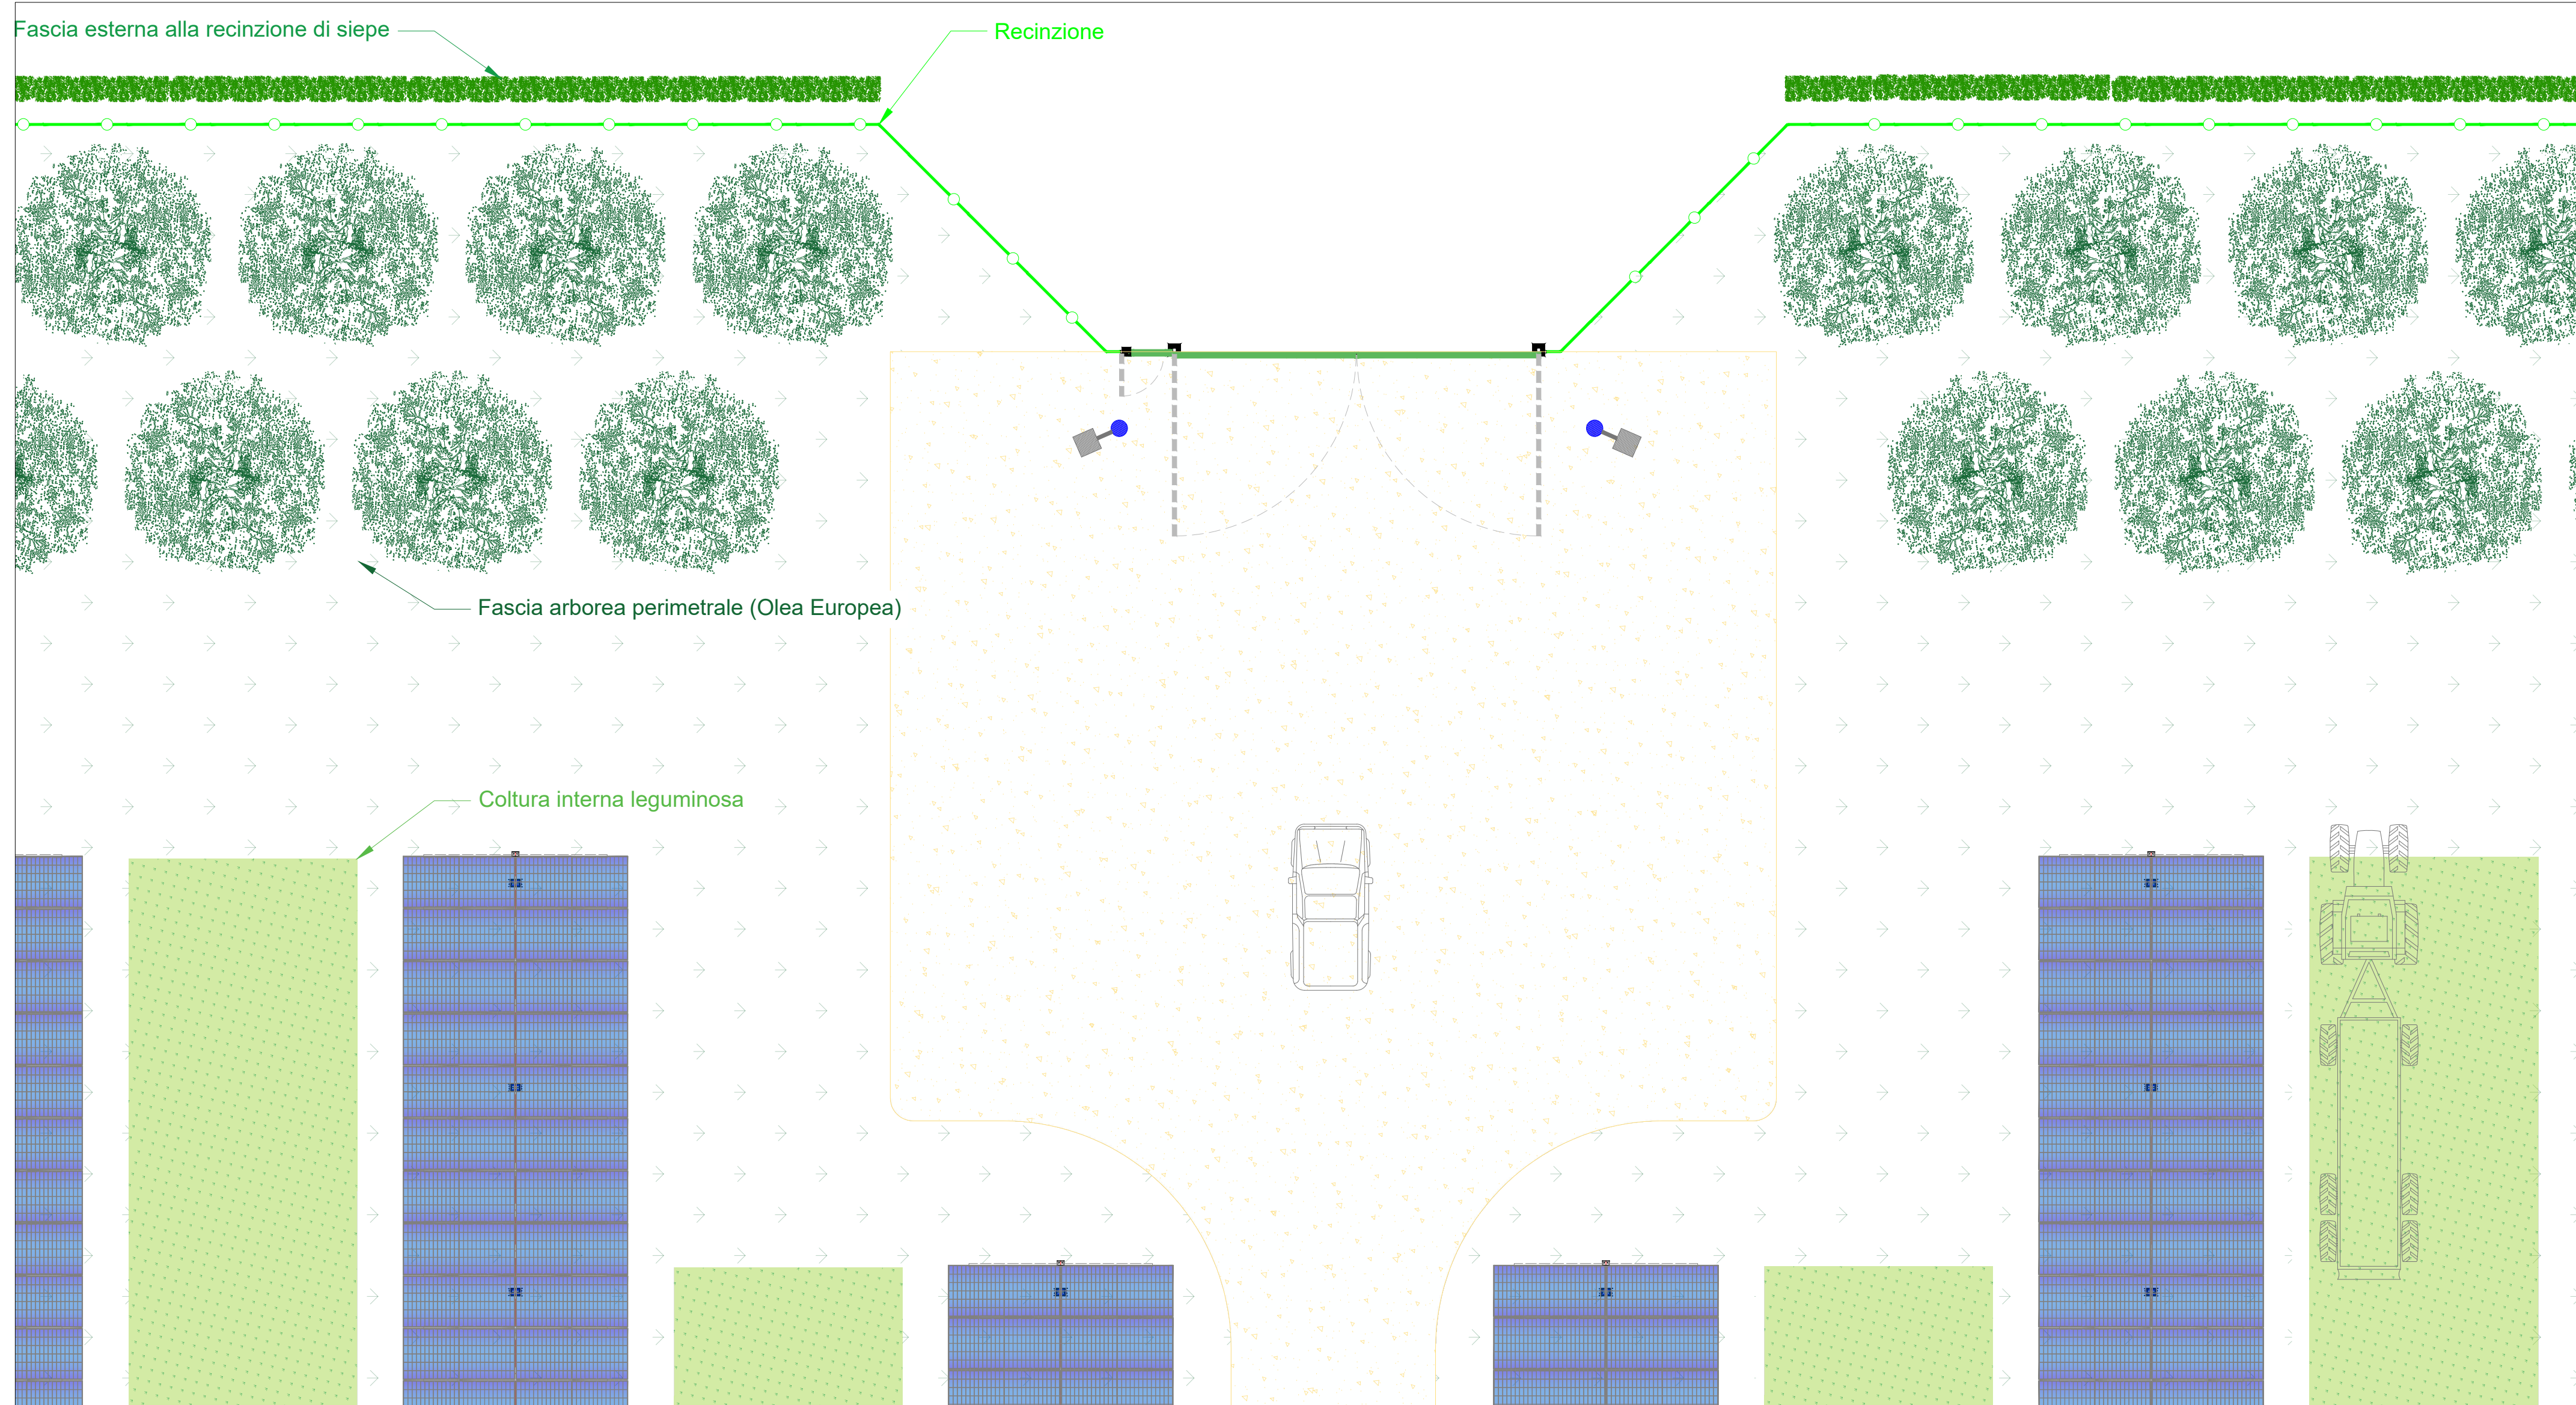 Fascia esterna alla recinzione di siepe
Recinzione
Fascia arborea perimetrale (Olea Europea)
Coltura interna leguminosa